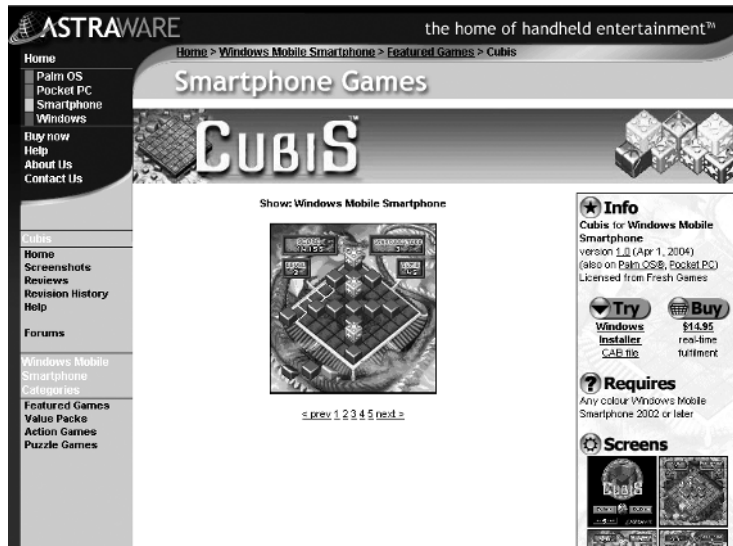 ASTRAWARE
the home of handheld entertainment™
Home > Windows Mobile Smartphone > Featured Games > Cubis
Smartphone Games
Home
Palm OS
Pocket PC
Smartphone
Windows
Buy now
Help
About Us
Contact Us
CUBIS™
Cubis
Home
Screenshots
Reviews
Revision History
Help
Forums
Windows Mobile
Smartphone
Categories
Featured Games
Value Packs
Action Games
Puzzle Games
Show: Windows Mobile Smartphone
< prev 1 2 3 4 5 next >
Info
Cubis for Windows Mobile
Smartphone
version 1.0 (Apr 1, 2004)
(also on Palm OS®, Pocket PC)
Licensed from Fresh Games
Try
Windows
Installer
CAB file
Buy
$14.95
real-time
fulfilment
Requires
Any colour Windows Mobile
Smartphone 2002 or later
Screens
CUBIS